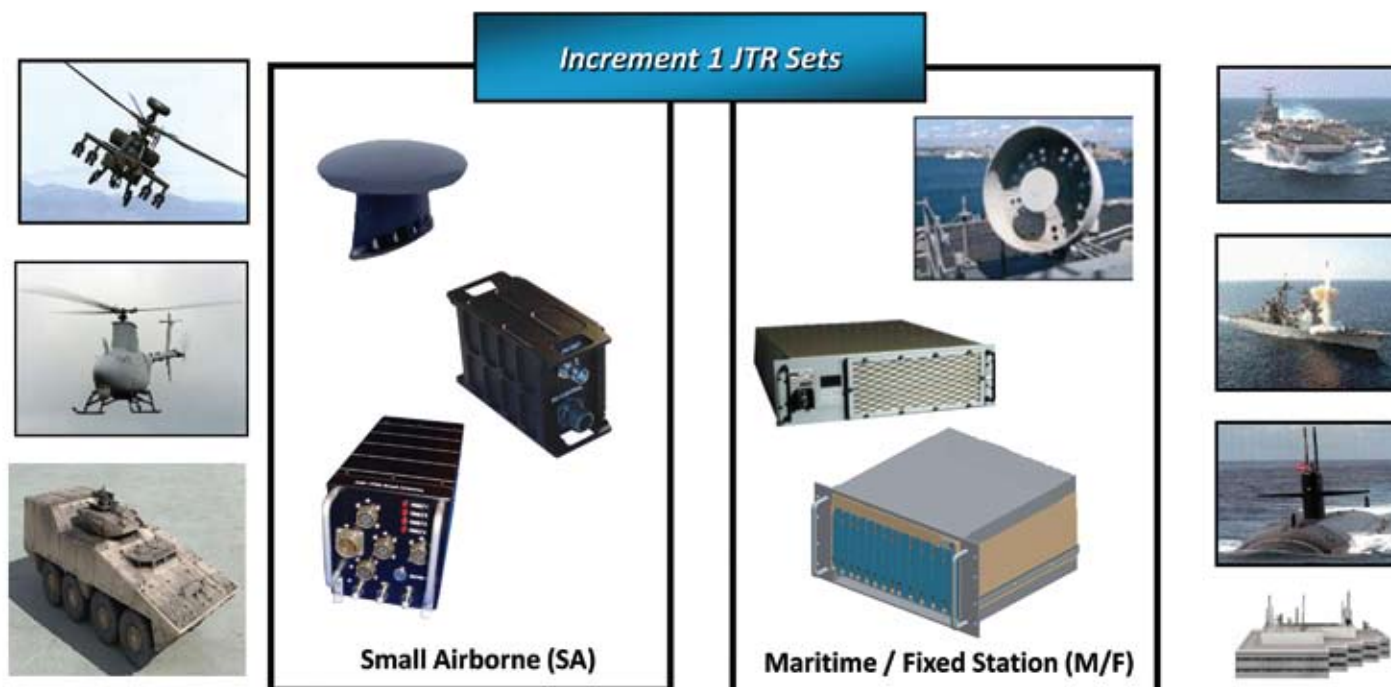 Increment 1 JTR Sets
Small Airborne (SA)
Maritime / Fixed Station (M/F)